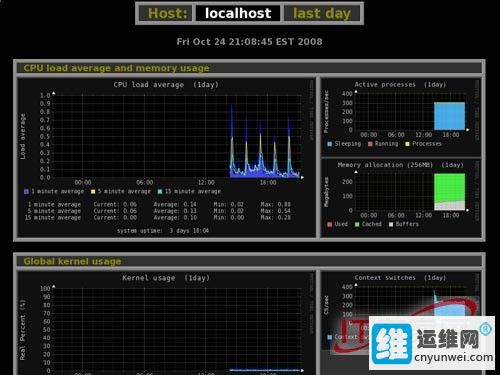 Host: localhost last day
Fri Oct 24 21:08:45 EST 2008
CPU load average and memory usage
CPU load average (1day)
Load average
1.0
0.9
0.8
0.7
0.6
0.5
0.4
0.3
0.2
0.1
0.0
00:00 06:00 12:00 18:00
1 minute average 5 minute average 15 minute average
1 minute average Current: 0.06 Average: 0.14 Min: 0.02 Max: 0.88
5 minute average Current: 0.06 Average: 0.13 Min: 0.02 Max: 0.54
15 minute average Current: 0.00 Average: 0.10 Min: 0.00 Max: 0.28
system uptime: 3 days 18:04
Active processes (1day)
Processes/sec
400
300
200
100
0
00:00 06:00 12:00 18:00
Sleeping Running Processes
Memory allocation (256MB) (1day)
Megabytes
200
100
0
00:00 06:00 12:00 18:00
Used Cached Buffers
Global kernel usage
Kernel usage (1day)
Real Percent (%)
100
90
80
70
60
50
40
30
20
10
0
00:00 06:00 12:00 18:00
Context switches (1day)
CS/sec
400
300
200
100
运维网
cnyunwei.com